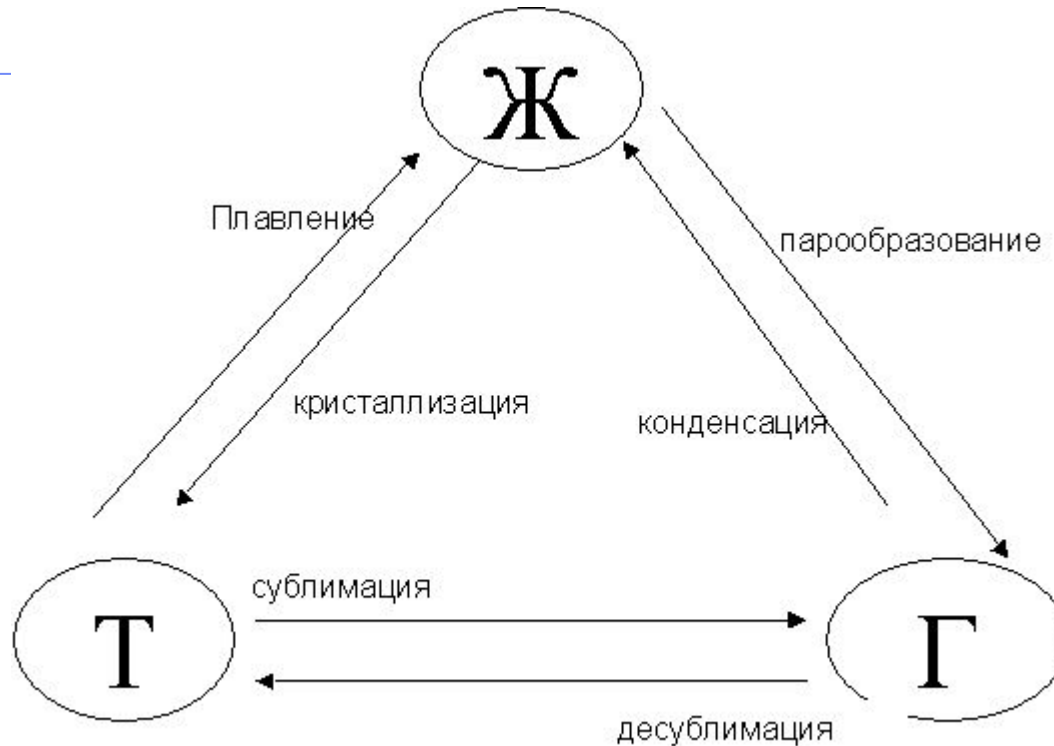 Ж
Плавление
парообразование
кристаллизация
конденсация
сублимация
Т
Г
десублимация